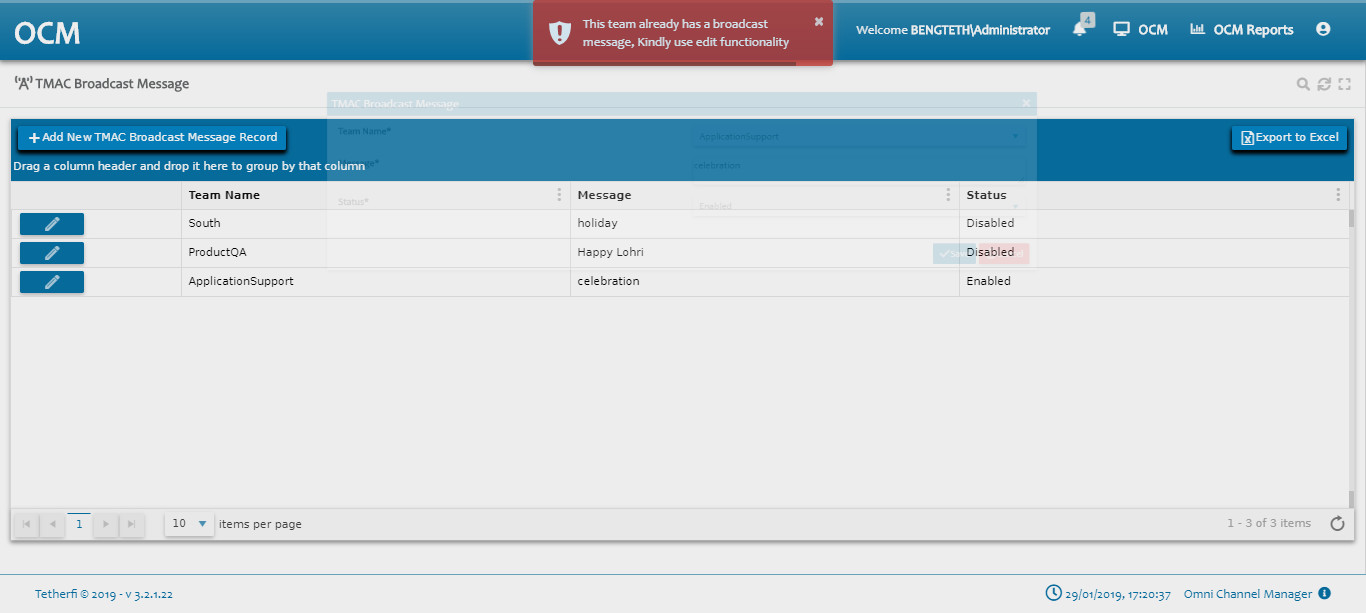 OCM
This team already has a broadcast
message, Kindly use edit functionality
Welcome BENGTETH\Administrator
4
OCM
OCM Reports
TMAC Broadcast Message
TMAC Broadcast Message
Add New TMAC Broadcast Message Record
Team Name*
ApplicationSupport
Export to Excel
Drag a column header and drop it here to group by that column
celebration
Team Name
Message
Status
Status*
Enabled
South
holiday
Disabled
ProductQA
Happy Lohri
Disabled
ApplicationSupport
celebration
Enabled
1
10
items per page
1 - 3 of 3 items
Tetherfi © 2019 - v 3.2.1.22
29/01/2019, 17:20:37
Omni Channel Manager